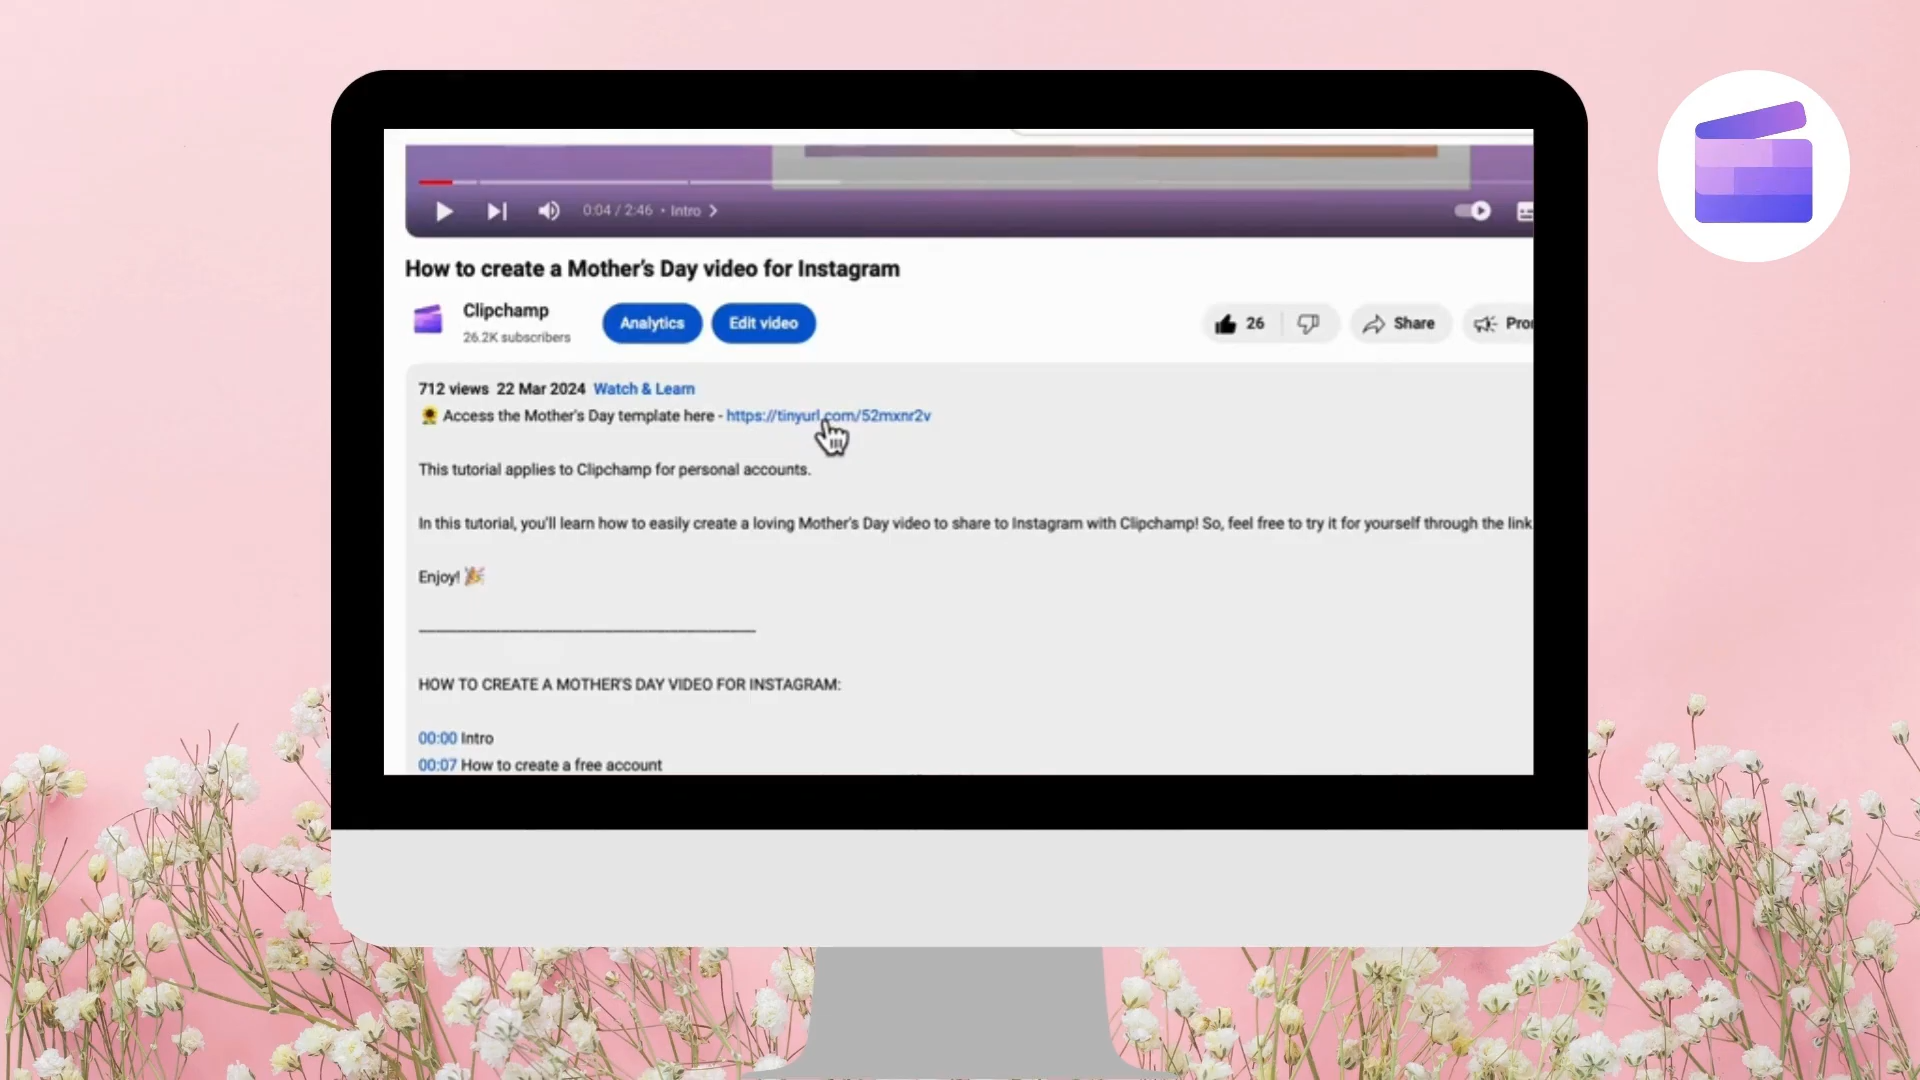 0:04 / 2:46 • Intro
How to create a Mother's Day video for Instagram
Clipchamp
26.2K subscribers
Analytics
Edit video
26
Share
712 views 22 Mar 2024 Watch & Learn
🌻 Access the Mother's Day template here - https://tinyurl.com/52mxnr2v
This tutorial applies to Clipchamp for personal accounts.
In this tutorial, you'll learn how to easily create a loving Mother's Day video to share to Instagram with Clipchamp! So, feel free to try it for yourself through the link
Enjoy! 🎉
HOW TO CREATE A MOTHER'S DAY VIDEO FOR INSTAGRAM:
00:00 Intro
00:07 How to create a free account